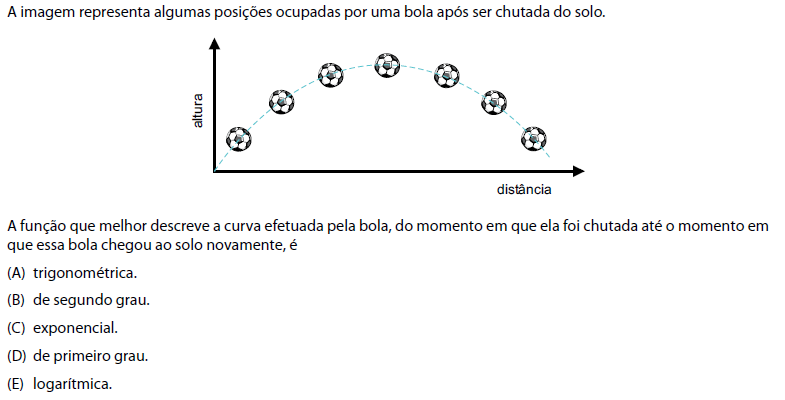 A imagem representa algumas posições ocupadas por uma bola após ser chutada do solo.
altura
distância
A função que melhor descreve a curva efetuada pela bola, do momento em que ela foi chutada até o momento em
que essa bola chegou ao solo novamente, é
(A) trigonométrica.
(B) de segundo grau.
(C) exponencial.
(D) de primeiro grau.
(E) logarítmica.